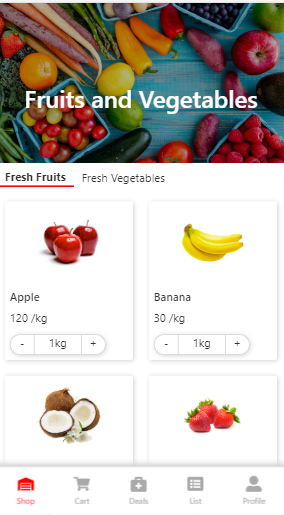 Fruits and Vegetables
Fresh Fruits Fresh Vegetables
Apple Banana
120 /kg 30 /kg
- 1kg + - 1kg +
Shop Cart Deals List Profile